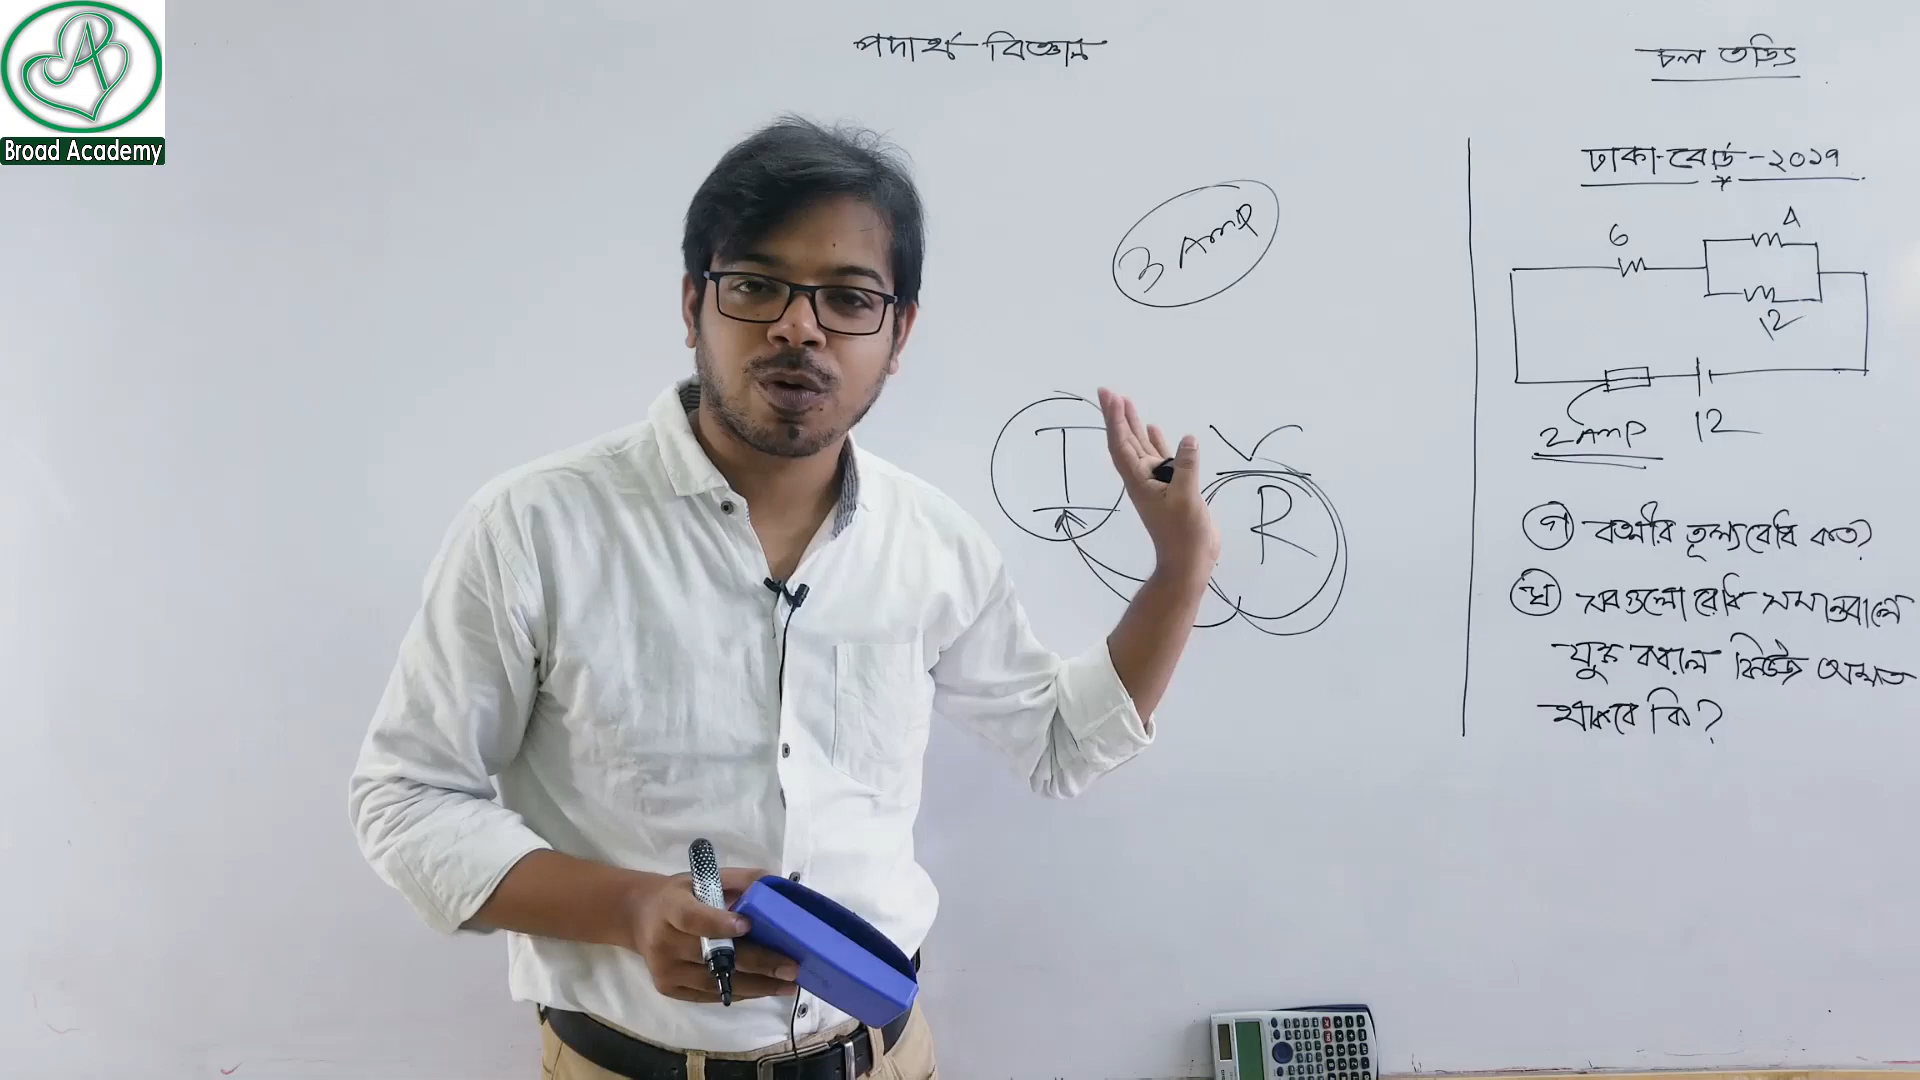 Broad Academy
পদার্থ বিজ্ঞান
চল তড়িৎ
ঢাকা-বোর্ড-২০১৭
3 Amp
6
4
12
2 Amp
12
I
V
R
গ বর্তনীর তূল্যরোধ কত?
ঘ সবগুলো রোধ সমান্তরালে
যুক্ত করলে ফিউজ অক্ষত
থাকবে কি?